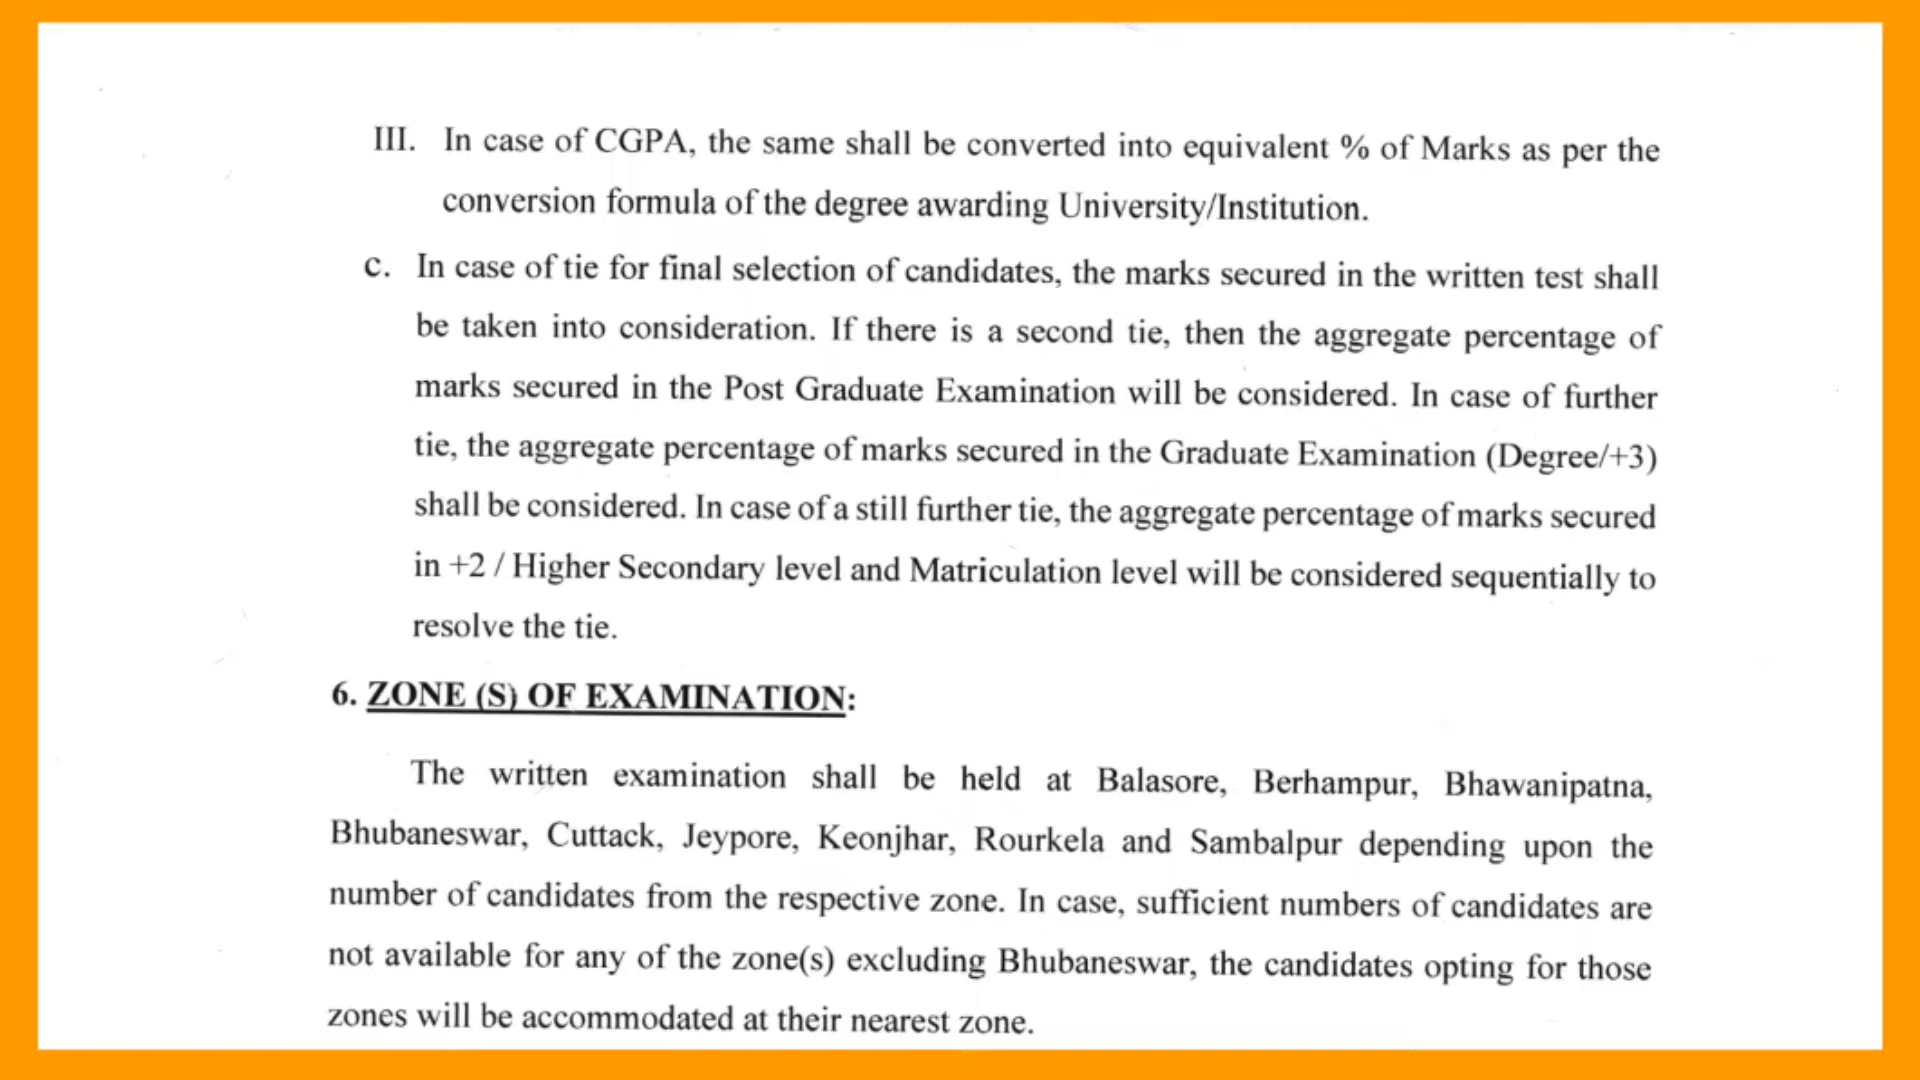 III. In case of CGPA, the same shall be converted into equivalent % of Marks as per the
conversion formula of the degree awarding University/Institution.
c. In case of tie for final selection of candidates, the marks secured in the written test shall
be taken into consideration. If there is a second tie, then the aggregate percentage of
marks secured in the Post Graduate Examination will be considered. In case of further
tie, the aggregate percentage of marks secured in the Graduate Examination (Degree/+3)
shall be considered. In case of a still further tie, the aggregate percentage of marks secured
in +2 / Higher Secondary level and Matriculation level will be considered sequentially to
resolve the tie.
6. ZONE (S) OF EXAMINATION:
The written examination shall be held at Balasore, Berhampur, Bhawanipatna,
Bhubaneswar, Cuttack, Jeypore, Keonjhar, Rourkela and Sambalpur depending upon the
number of candidates from the respective zone. In case, sufficient numbers of candidates are
not available for any of the zone(s) excluding Bhubaneswar, the candidates opting for those
zones will be accommodated at their nearest zone.